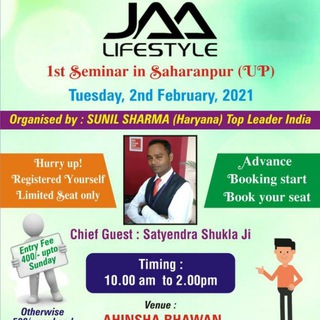 JAA
LIFESTYLE
1st Seminar in Saharanpur (UP)
Tuesday, 2nd February, 2021
Organised by : SUNIL SHARMA (Haryana) Top Leader India
Hurry up!
Registered Yourself
Limited Seat only
Advance
Booking start
Book your seat
Chief Guest : Satyendra Shukla Ji
Entry Fee
400/- upto
Sunday
Timing :
10.00 am to 2.00pm
Otherwise
Venue :
AHINSHA BHAWAN